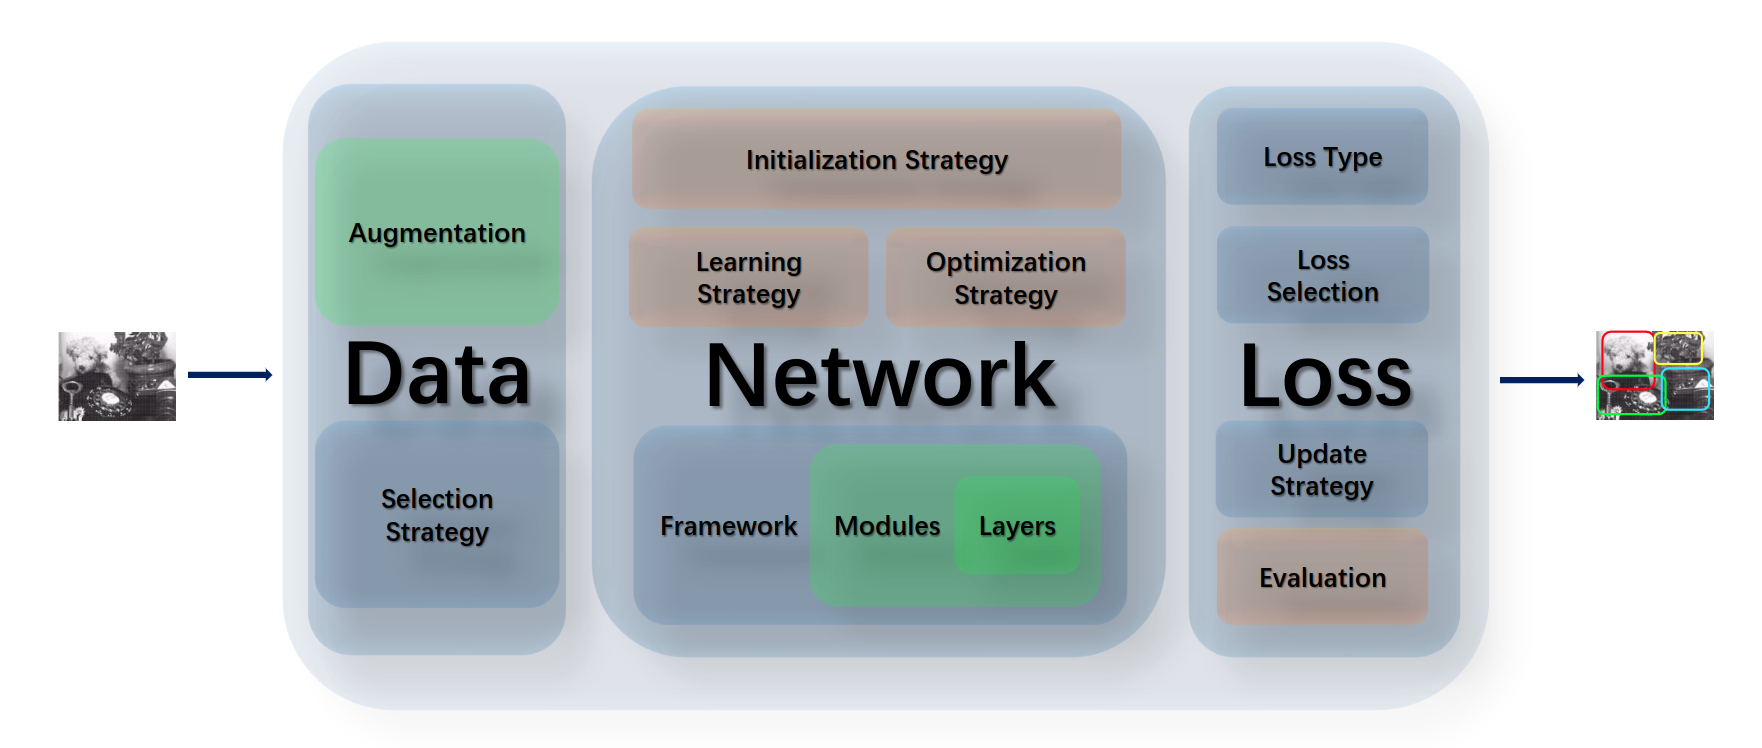 Augmentation
Data
Selection
Strategy
Initialization Strategy
Learning
Strategy
Optimization
Strategy
Network
Framework
Modules
Layers
Loss Type
Loss
Selection
Loss
Update
Strategy
Evaluation